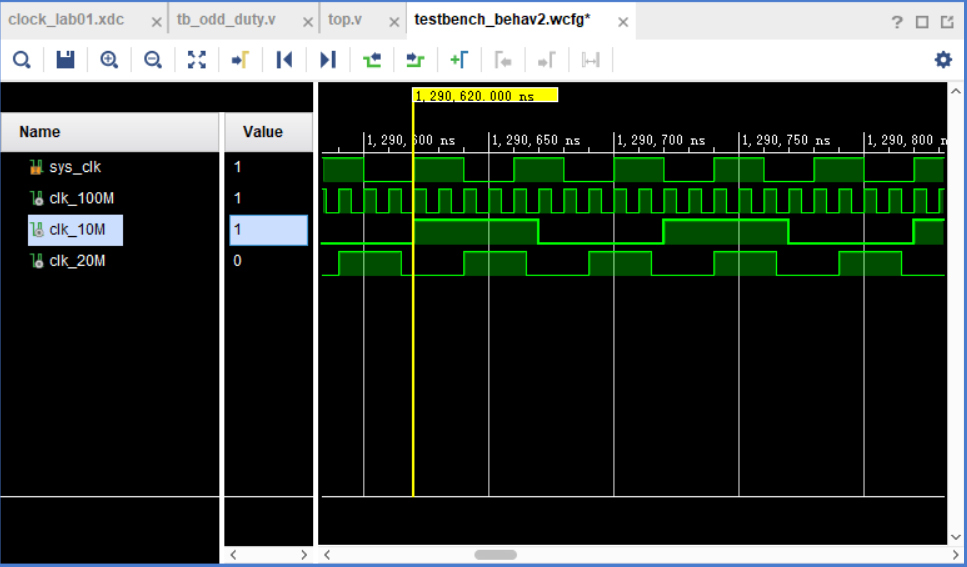 clock_lab01.xdc × tb_odd_duty.v × top.v × testbench_behav2.wcfg* × ?
1,290,620.000 ns
Name Value
1,290,600 ns 1,290,650 ns 1,290,700 ns 1,290,750 ns 1,290,800 n
sys_clk 1
clk_100M 1
clk_10M 1
clk_20M 0